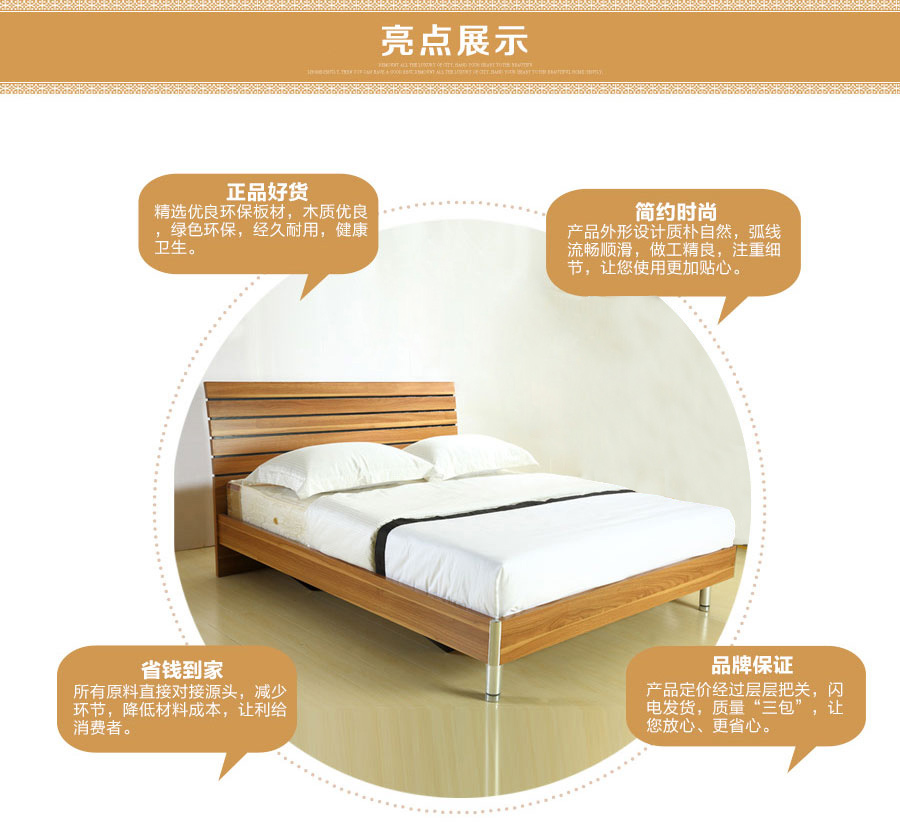 亮点展示
正品好货
精选优良环保板材，木质优良
，绿色环保，经久耐用，健康
卫生。
简约时尚
产品外形设计质朴自然，弧线
流畅顺滑，做工精良，注重细
节，让您使用更加贴心。
省钱到家
所有原料直接对接源头，减少
环节，降低材料成本，让利给
消费者。
品牌保证
产品定价经过层层把关，闪
电发货，质量“三包”，让
您放心、更省心。